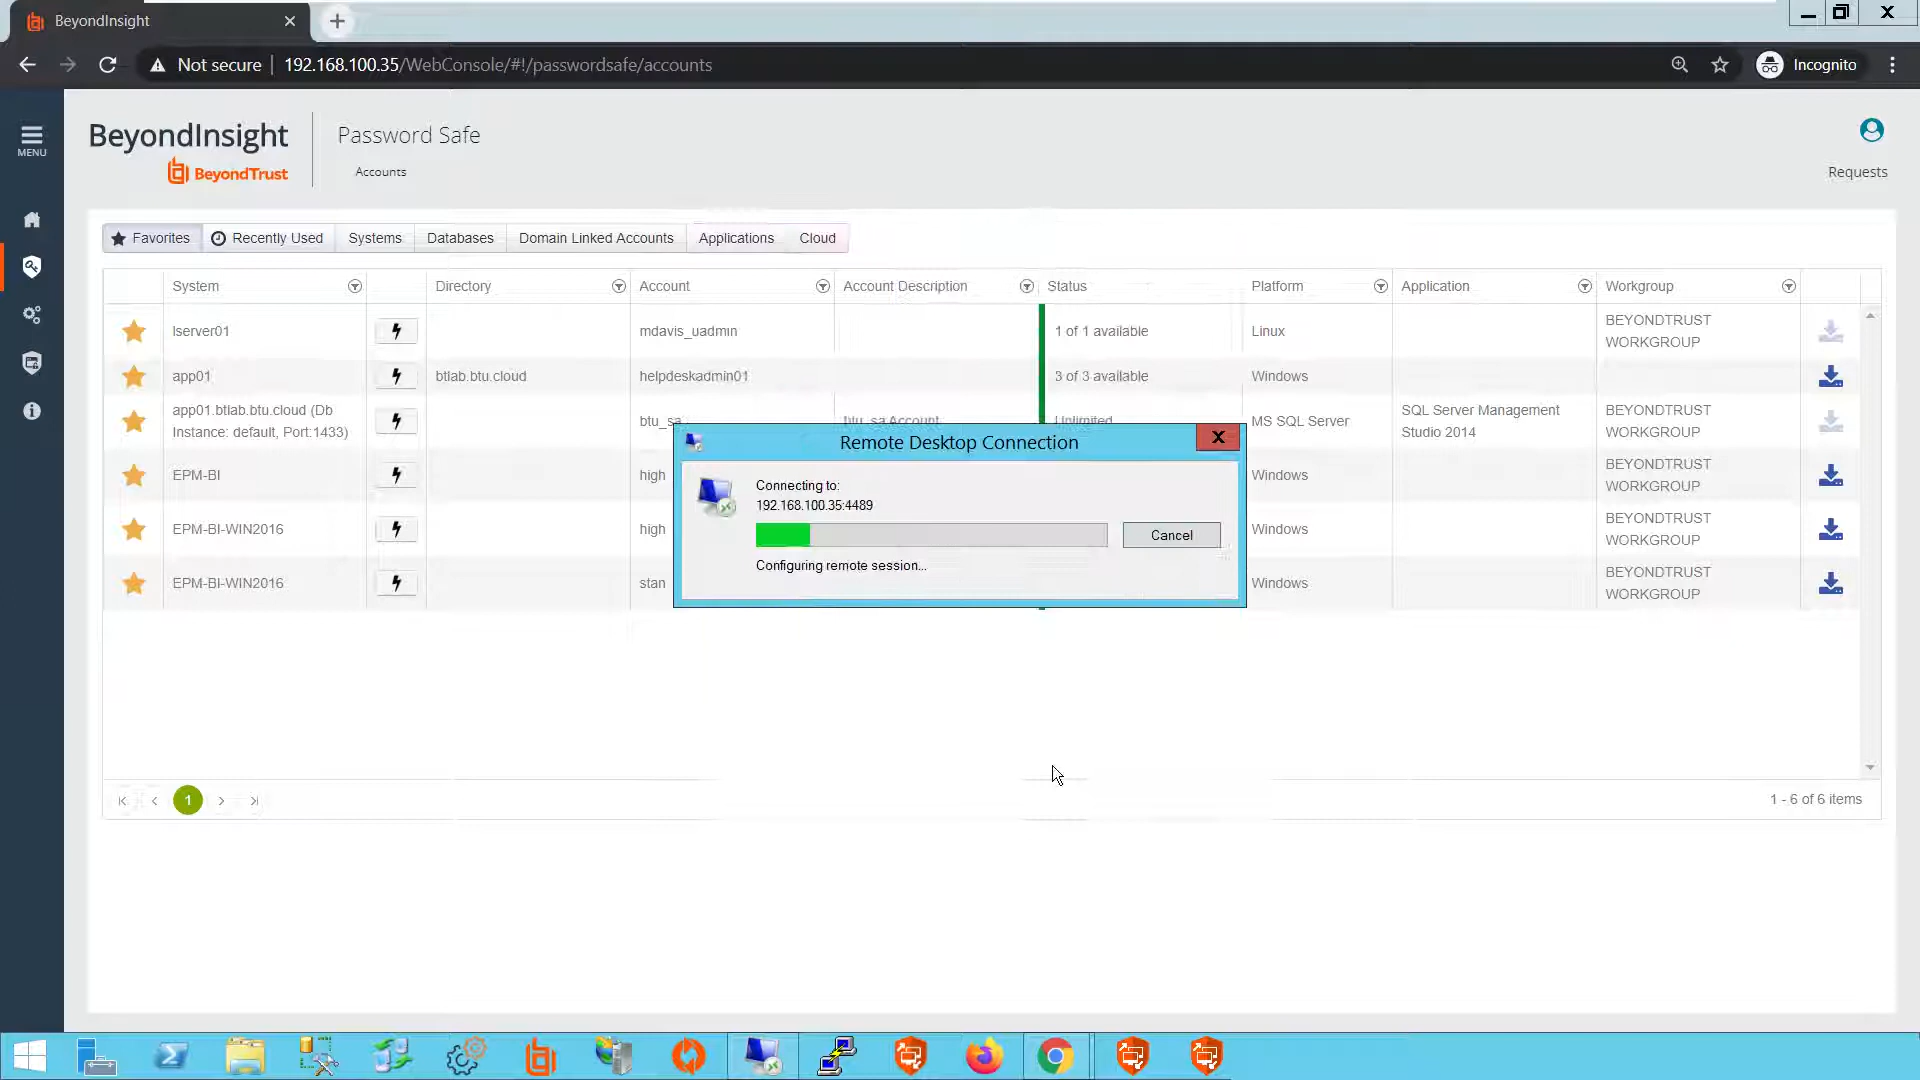 BeyondInsight
Not secure
192.168.100.35/WebConsole/#!/passwordsafe/accounts
Incognito
MENU
BeyondInsight
BeyondTrust
Password Safe
Accounts
Requests
Favorites
Recently Used
Systems
Databases
Domain Linked Accounts
Applications
Cloud
System
Directory
Account
Account Description
Status
Platform
Application
Workgroup
lserver01
mdavis_uadmin
1 of 1 available
Linux
BEYONDTRUST
WORKGROUP
app01
btlab.btu.cloud
helpdeskadmin01
3 of 3 available
Windows
app01.btlab.btu.cloud (Db
Instance: default, Port:1433)
btu_sa
btu_sa Account
Unlimited
MS SQL Server
SQL Server Management
Studio 2014
BEYONDTRUST
WORKGROUP
EPM-BI
high
Windows
BEYONDTRUST
WORKGROUP
EPM-BI-WIN2016
high
Windows
BEYONDTRUST
WORKGROUP
EPM-BI-WIN2016
stan
Windows
BEYONDTRUST
WORKGROUP
Remote Desktop Connection
X
Connecting to:
192.168.100.35:4489
Cancel
Configuring remote session...
1
1 - 6 of 6 items